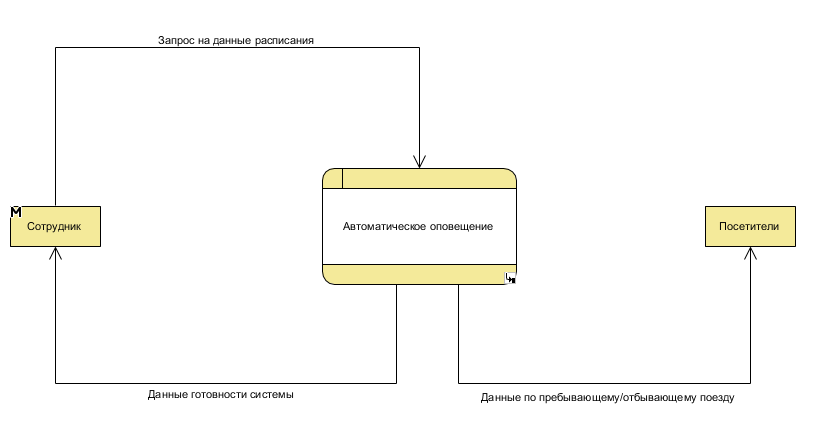 Запрос на данные расписания
M
Сотрудник
Автоматическое оповещение
Посетители
Данные готовности системы
Данные по пребывающему/отбывающему поезду